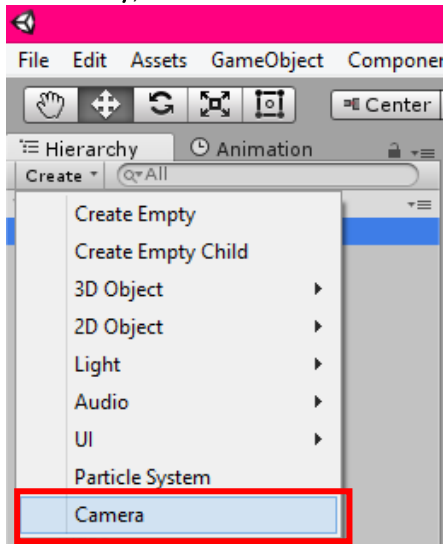 File Edit Assets GameObject Componer
Center
Hierarchy Animation
Create All
Create Empty
Create Empty Child
3D Object
2D Object
Light
Audio
UI
Particle System
Camera